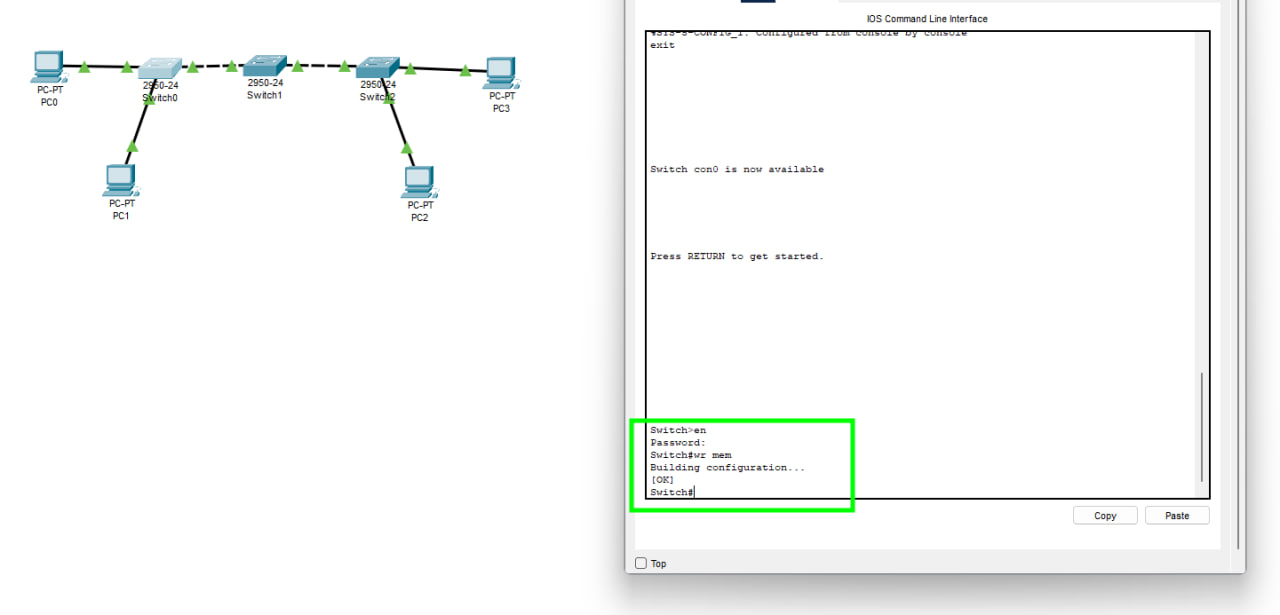 PC-PT
PC0
2950-24
Switch0
2950-24
Switch1
2950-24
Switch2
PC-PT
PC3
PC-PT
PC1
PC-PT
PC2
IOS Command Line Interface
%SYS-5-CONFIG_I: Configured from console by console
exit
Switch con0 is now available
Press RETURN to get started.
Switch>en
Password:
Switch#wr mem
Building configuration...
[OK]
Switch#
Copy
Paste
Top